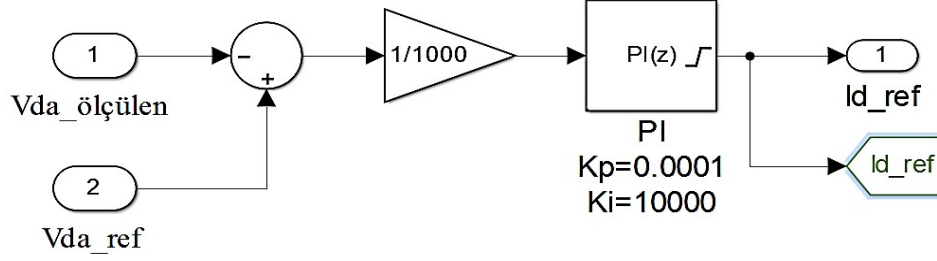 1
Vda_ölçülen
2
Vda_ref
−
+
1/1000
PI(z)
PI
Kp=0.0001
Ki=10000
1
Id_ref
Id_ref